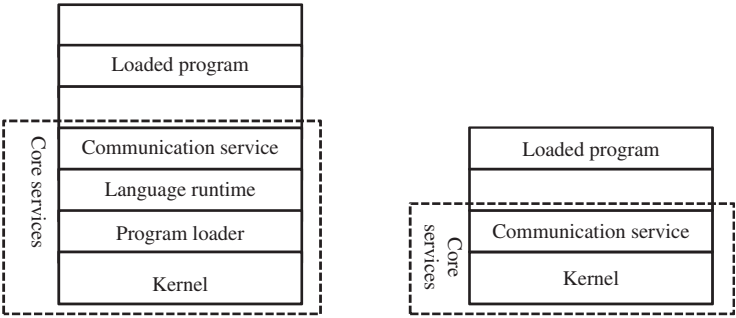 Loaded program
Communication service
Language runtime
Program loader
Kernel
Core services
Loaded program
Communication service
Kernel
Core
services